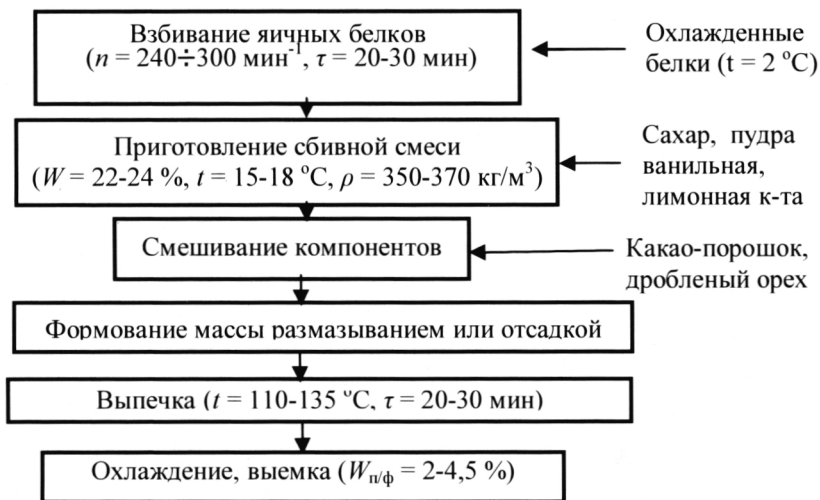 Взбивание яичных белков
(n = 240÷300 мин⁻¹, τ = 20-30 мин)
Охлажденные
белки (t = 2 °C)
Приготовление сбивной смеси
(W = 22-24 %, t = 15-18 °C, ρ = 350-370 кг/м³)
Сахар, пудра
ванильная,
лимонная к-та
Смешивание компонентов
Какао-порошок,
дробленый орех
Формование массы размазыванием или отсадкой
Выпечка (t = 110-135 °C, τ = 20-30 мин)
Охлаждение, выемка (Wп/ф = 2-4,5 %)